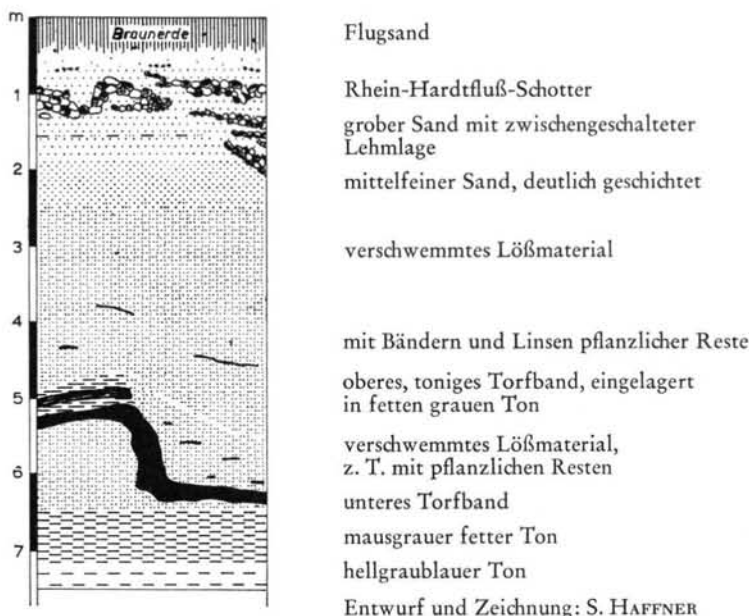 m
Braunerde
1
2
3
4
5
6
7
Flugsand
Rhein-Hardtfluß-Schotter
grober Sand mit zwischengeschalteter
Lehmlage
mittelfeiner Sand, deutlich geschichtet
verschwemmtes Lößmaterial
mit Bändern und Linsen pflanzlicher Reste
oberes, toniges Torfband, eingelagert
in fetten grauen Ton
verschwemmtes Lößmaterial,
z. T. mit pflanzlichen Resten
unteres Torfband
mausgrauer fetter Ton
hellgraublauer Ton
Entwurf und Zeichnung: S. HAFFNER